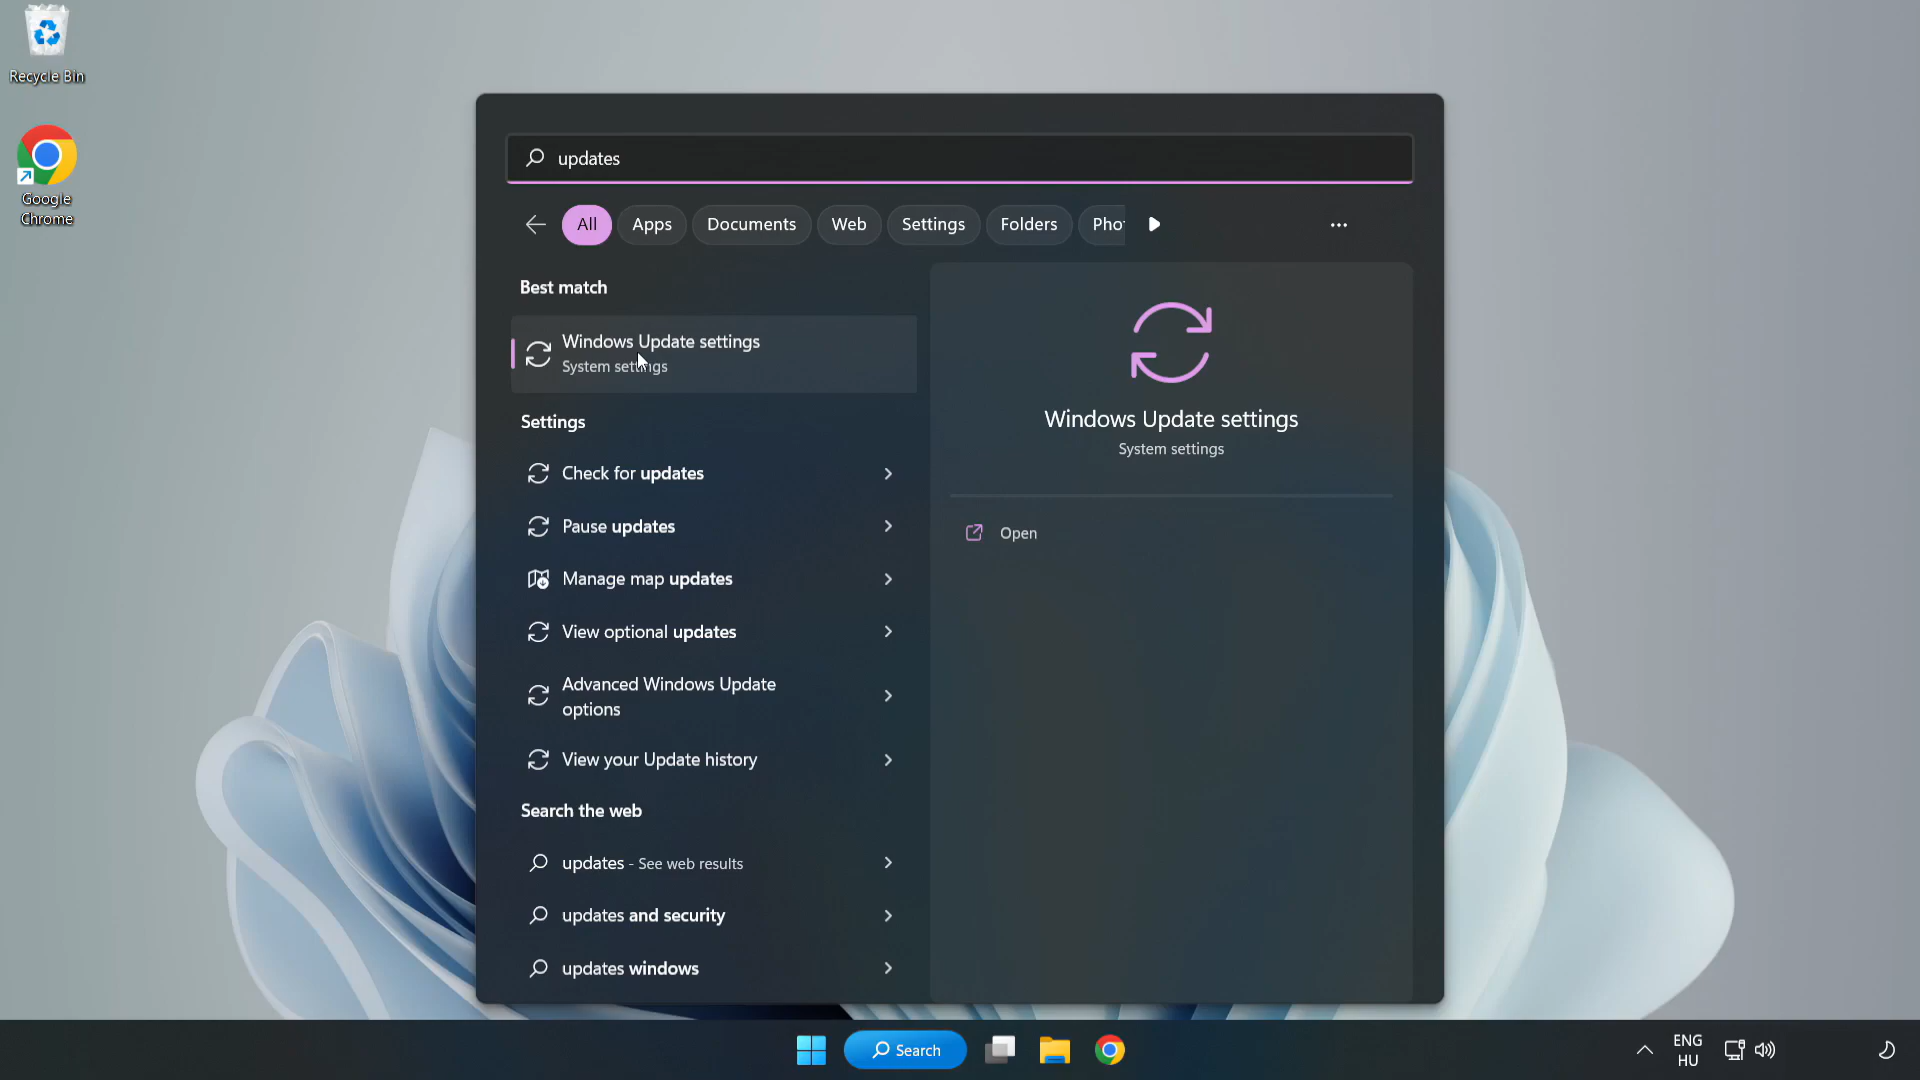 Recycle Bin
Google
Chrome
updates
All
Apps
Documents
Web
Settings
Folders
Best match
Windows Update settings
System settings
Settings
Check for updates
Pause updates
Manage map updates
View optional updates
Advanced Windows Update
options
View your Update history
Search the web
updates - See web results
updates and security
updates windows
Windows Update settings
System settings
Open
Search
ENG
HU